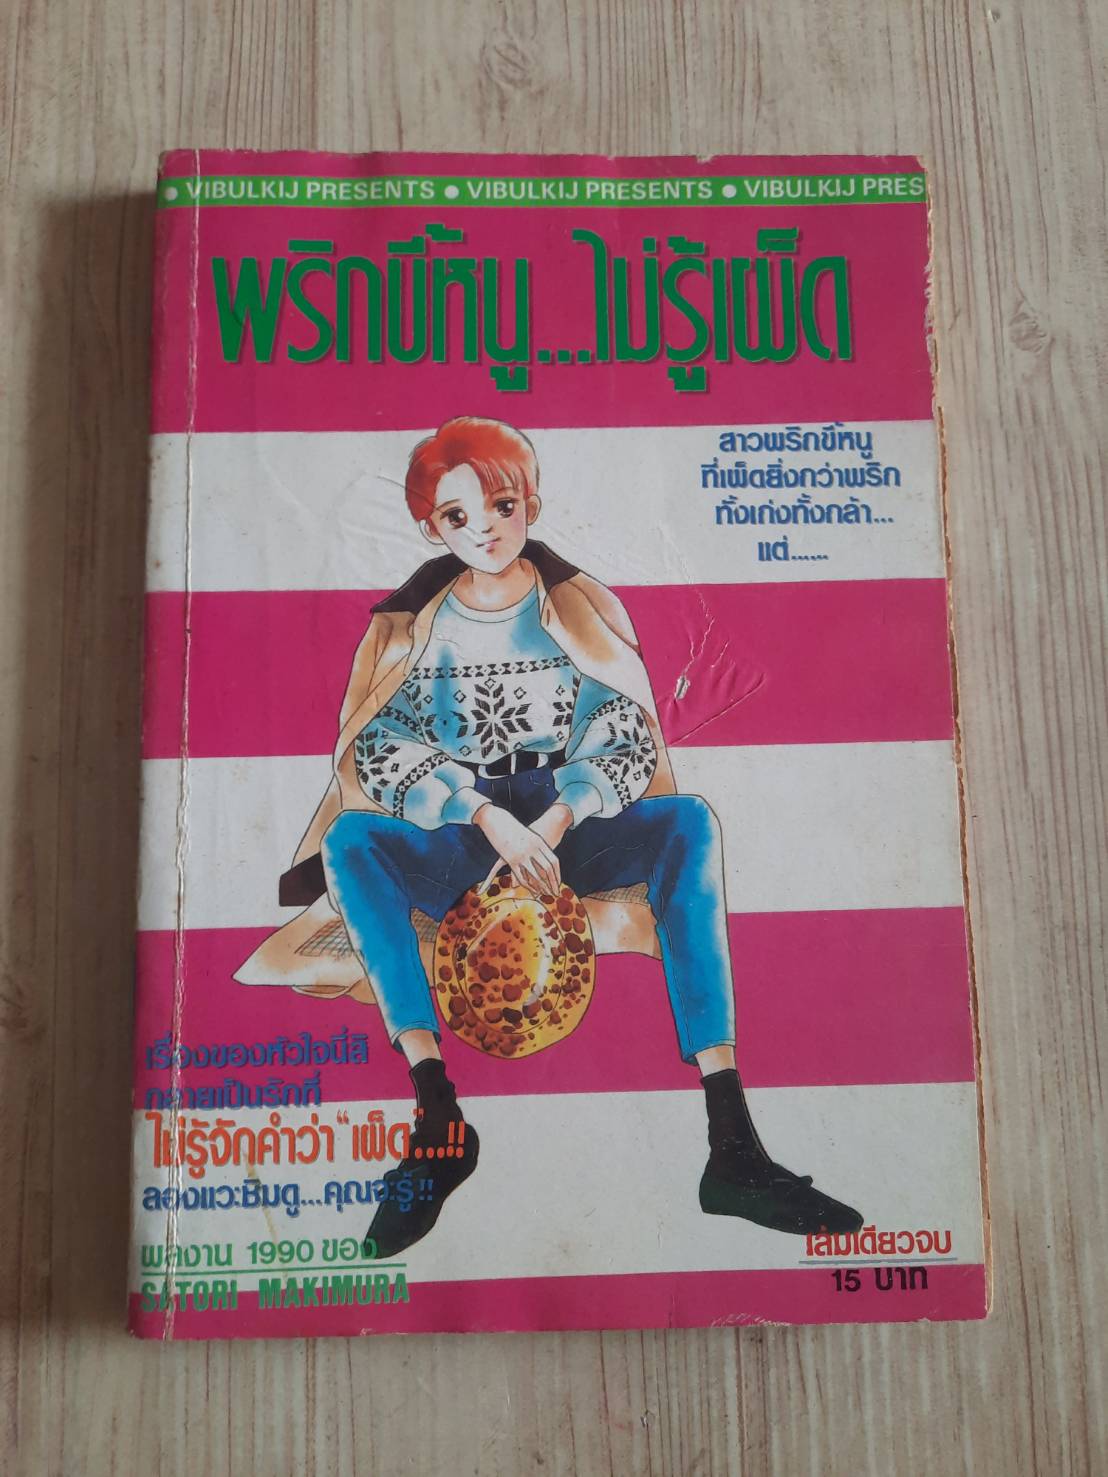 • VIBULKIJ PRESENTS • VIBULKIJ PRESENTS • VIBULKIJ PRES
พริกขี้หนู...ไม่รู้เผ็ด
สาวพริกขี้หนู
ที่เผ็ดยิ่งกว่าพริก
ทั้งเก่งทั้งกล้า...
แต่......
เรื่องของหัวใจนี่สิ
กลายเป็นรักที่
ไม่รู้จักคำว่า "เผ็ด"...!!
ลองแวะชิมดู...คุณจะรู้!!
ผลงาน 1990 ของ
SATORI MAKIMURA
เล่มเดียวจบ
15 บาท